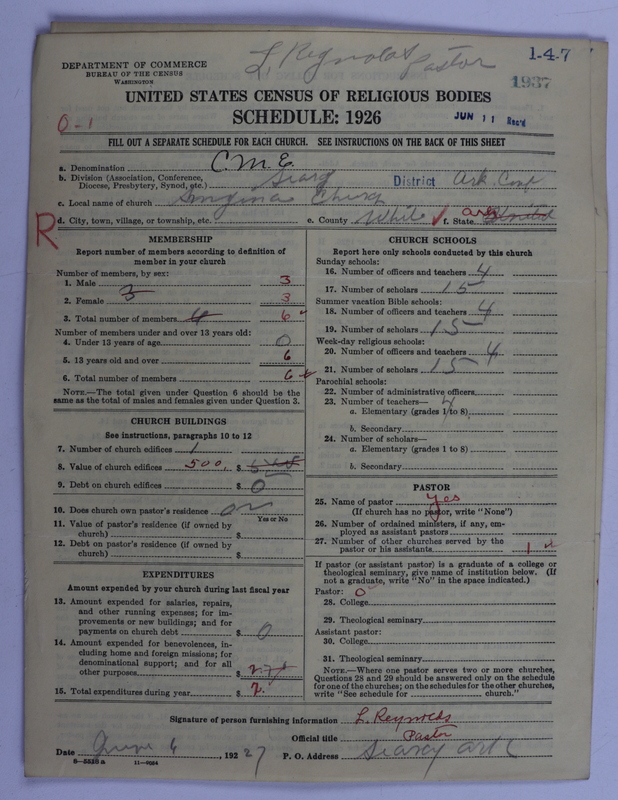 L Reynolds Pastor
1-4-7
1937
DEPARTMENT OF COMMERCE
BUREAU OF THE CENSUS
WASHINGTON
UNITED STATES CENSUS OF RELIGIOUS BODIES
SCHEDULE: 1926
JUN 11 Rec'd
0-1
FILL OUT A SEPARATE SCHEDULE FOR EACH CHURCH. SEE INSTRUCTIONS ON THE BACK OF THIS SHEET
a. Denomination C.M.E.
b. Division (Association, Conference, Diocese, Presbytery, Synod, etc.) Searcy District Ark. Conf
c. Local name of church Church
d. City, town, village, or township, etc. e. County White f. State Ark
R
MEMBERSHIP
Report number of members according to definition of member in your church
Number of members, by sex:
1. Male 3
2. Female 3 3
3. Total number of members 4 6
Number of members under and over 13 years old:
4. Under 13 years of age 0
5. 13 years old and over 6
6. Total number of members 6
NOTE.—The total given under Question 6 should be the same as the total of males and females given under Question 3.
CHURCH BUILDINGS
See instructions, paragraphs 10 to 12
7. Number of church edifices 1
8. Value of church edifices 500, $
9. Debt on church edifices $ 0
10. Does church own pastor's residence
Yes or No
11. Value of pastor's residence (if owned by church) $
12. Debt on pastor's residence (if owned by church) $
EXPENDITURES
Amount expended by your church during last fiscal year
13. Amount expended for salaries, repairs, and other running expenses; for improvements or new buildings; and for payments on church debt $ 0
14. Amount expended for benevolences, including home and foreign missions; for denominational support; and for all other purposes $
15. Total expenditures during year $ 2.
CHURCH SCHOOLS
Report here only schools conducted by this church
Sunday schools:
16. Number of officers and teachers 4
17. Number of scholars 15
Summer vacation Bible schools:
18. Number of officers and teachers 4
19. Number of scholars 15
Week-day religious schools:
20. Number of officers and teachers 4
21. Number of scholars 15
Parochial schools:
22. Number of administrative officers
23. Number of teachers—
a. Elementary (grades 1 to 8) 4
b. Secondary
24. Number of scholars—
a. Elementary (grades 1 to 8)
b. Secondary
PASTOR
25. Name of pastor yes
(If church has no pastor, write "None")
26. Number of ordained ministers, if any, employed as assistant pastors
27. Number of other churches served by the pastor or his assistants 1
If pastor (or assistant pastor) is a graduate of a college or theological seminary, give name of institution below. (If not a graduate, write "No" in the space indicated.)
Pastor: 0
28. College
29. Theological seminary
Assistant pastor:
30. College
31. Theological seminary
NOTE.—Where one pastor serves two or more churches, Questions 28 and 29 should be answered only on the schedule for one of the churches; on the schedules for the other churches, write "See schedule for church."
Signature of person furnishing information L. Reynolds
Official title Pastor
Date June 6, 1927 P. O. Address Searcy Ark
8—5518 a 11—9064